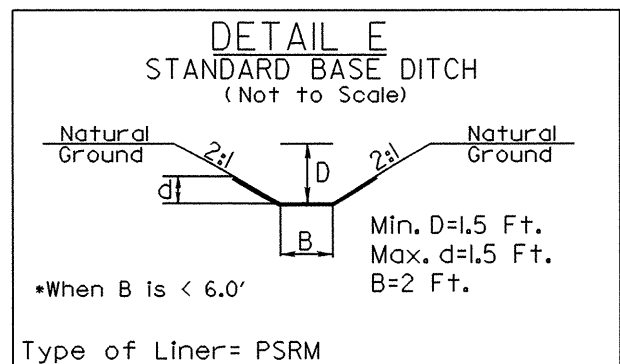 DETAIL E
STANDARD BASE DITCH
(Not to Scale)
Natural
Ground
2:1
D
2:1
Natural
Ground
d
B
Min. D=1.5 Ft.
Max. d=1.5 Ft.
B=2 Ft.
*When B is < 6.0'
Type of Liner= PSRM